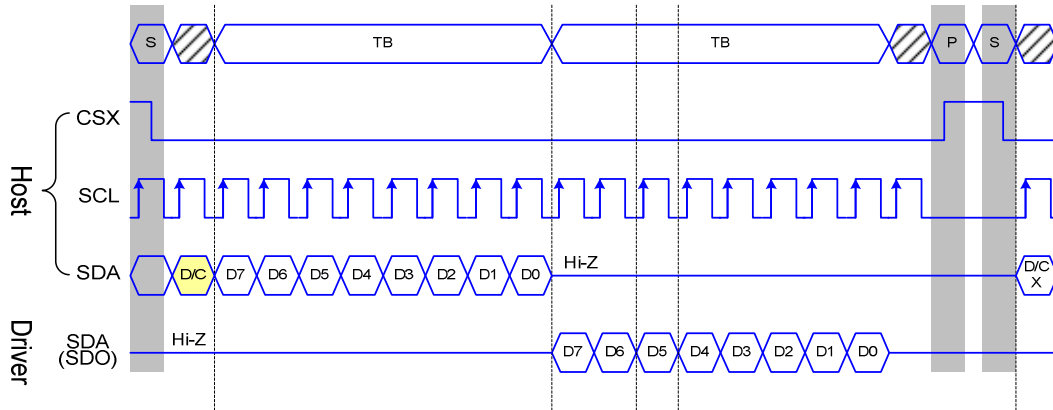 S TB TB P S
CSX
Host
SCL
SDA D/C D7 D6 D5 D4 D3 D2 D1 D0 Hi-Z D/C
X
Driver
SDA
(SDO) Hi-Z D7 D6 D5 D4 D3 D2 D1 D0